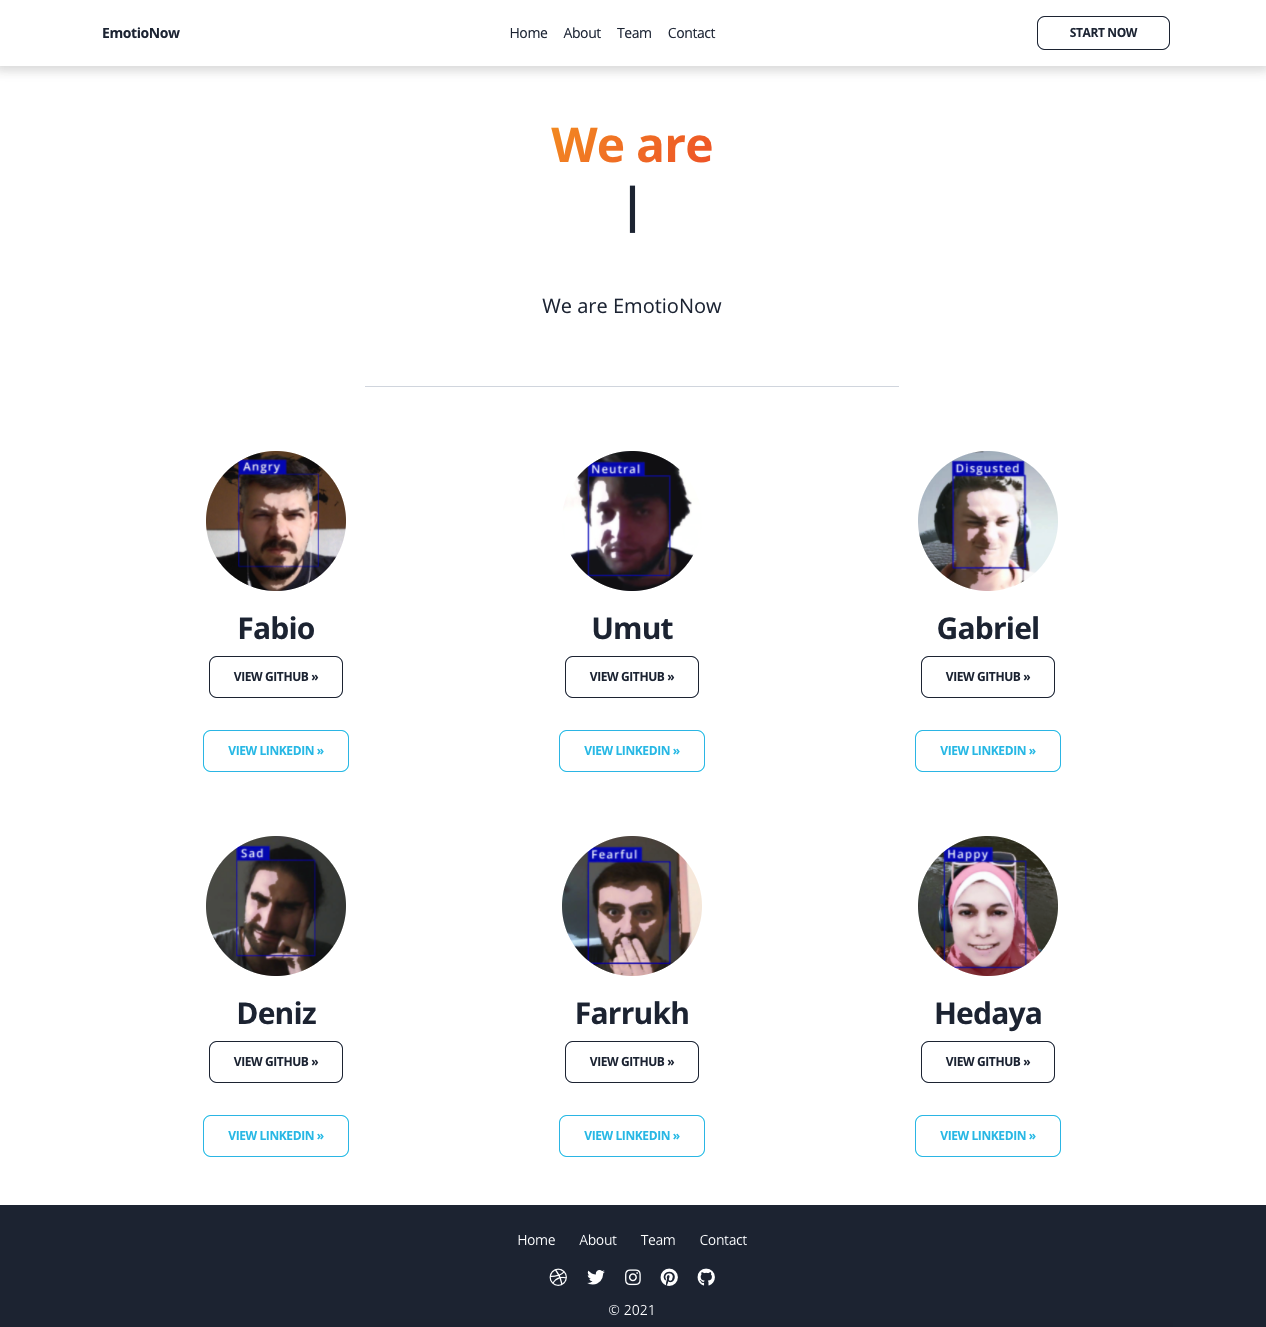 EmotioNow Home About Team Contact START NOW
We are
We are EmotioNow
Angry Neutral Disgusted
Fabio Umut Gabriel
VIEW GITHUB » VIEW GITHUB » VIEW GITHUB »
VIEW LINKEDIN » VIEW LINKEDIN » VIEW LINKEDIN »
Sad Fearful Happy
Deniz Farrukh Hedaya
VIEW GITHUB » VIEW GITHUB » VIEW GITHUB »
VIEW LINKEDIN » VIEW LINKEDIN » VIEW LINKEDIN »
Home About Team Contact
© 2021